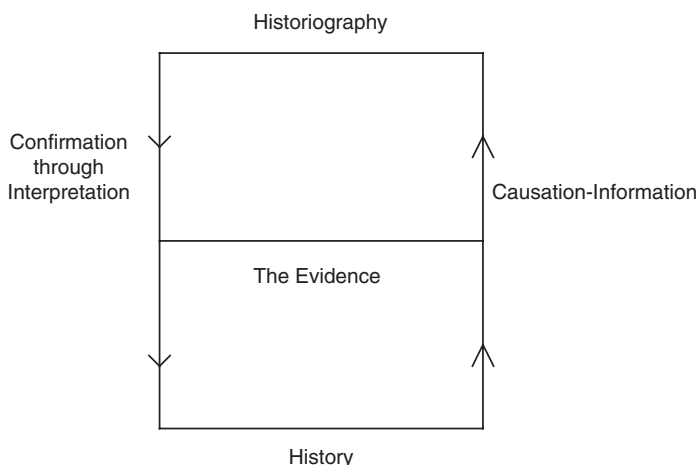 Historiography
Confirmation
through
Interpretation
Causation-Information
The Evidence
History